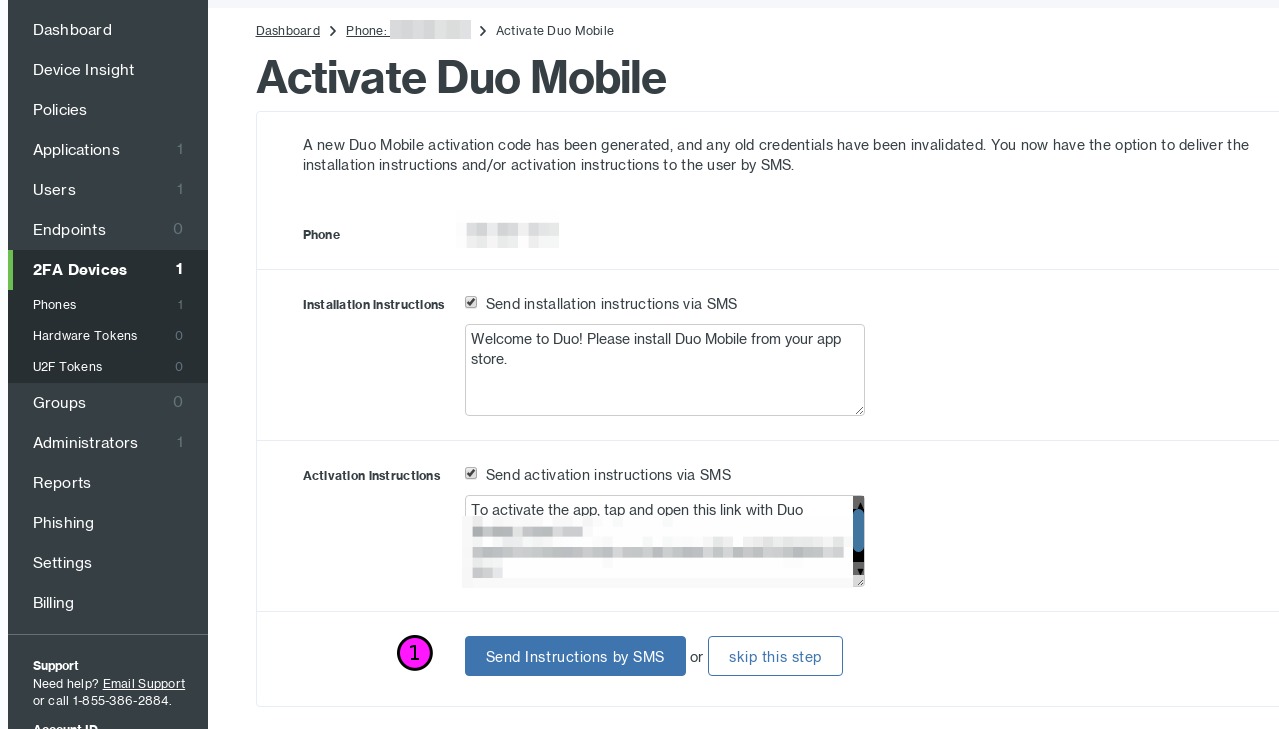 Dashboard
Device Insight
Policies
Applications 1
Users 1
Endpoints 0
2FA Devices 1
Phones 1
Hardware Tokens 0
U2F Tokens 0
Groups 0
Administrators 1
Reports
Phishing
Settings
Billing
Support
Need help? Email Support
or call 1-855-386-2884.
Account ID
Dashboard > Phone: > Activate Duo Mobile
Activate Duo Mobile
A new Duo Mobile activation code has been generated, and any old credentials have been invalidated. You now have the option to deliver the
installation instructions and/or activation instructions to the user by SMS.
Phone
Installation Instructions
Send installation instructions via SMS
Welcome to Duo! Please install Duo Mobile from your app
store.
Activation Instructions
Send activation instructions via SMS
To activate the app, tap and open this link with Duo
1
Send Instructions by SMS or skip this step